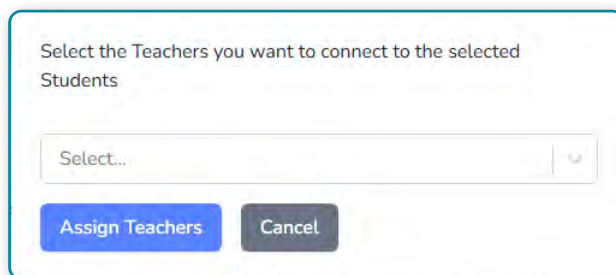 Select the Teachers you want to connect to the selected
Students
Select...
Assign Teachers
Cancel